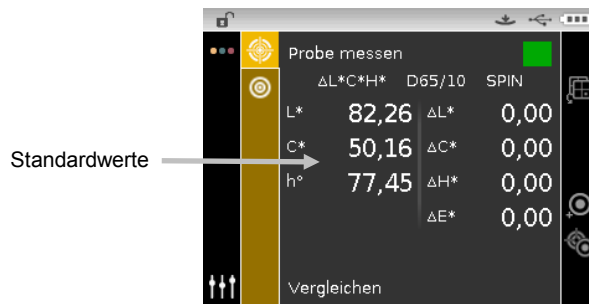 Probe messen
ΔL*C*H* D65/10 SPIN
L* 82,26 ΔL* 0,00
Standardwerte
C* 50,16 ΔC* 0,00
h° 77,45 ΔH* 0,00
ΔE* 0,00
Vergleichen